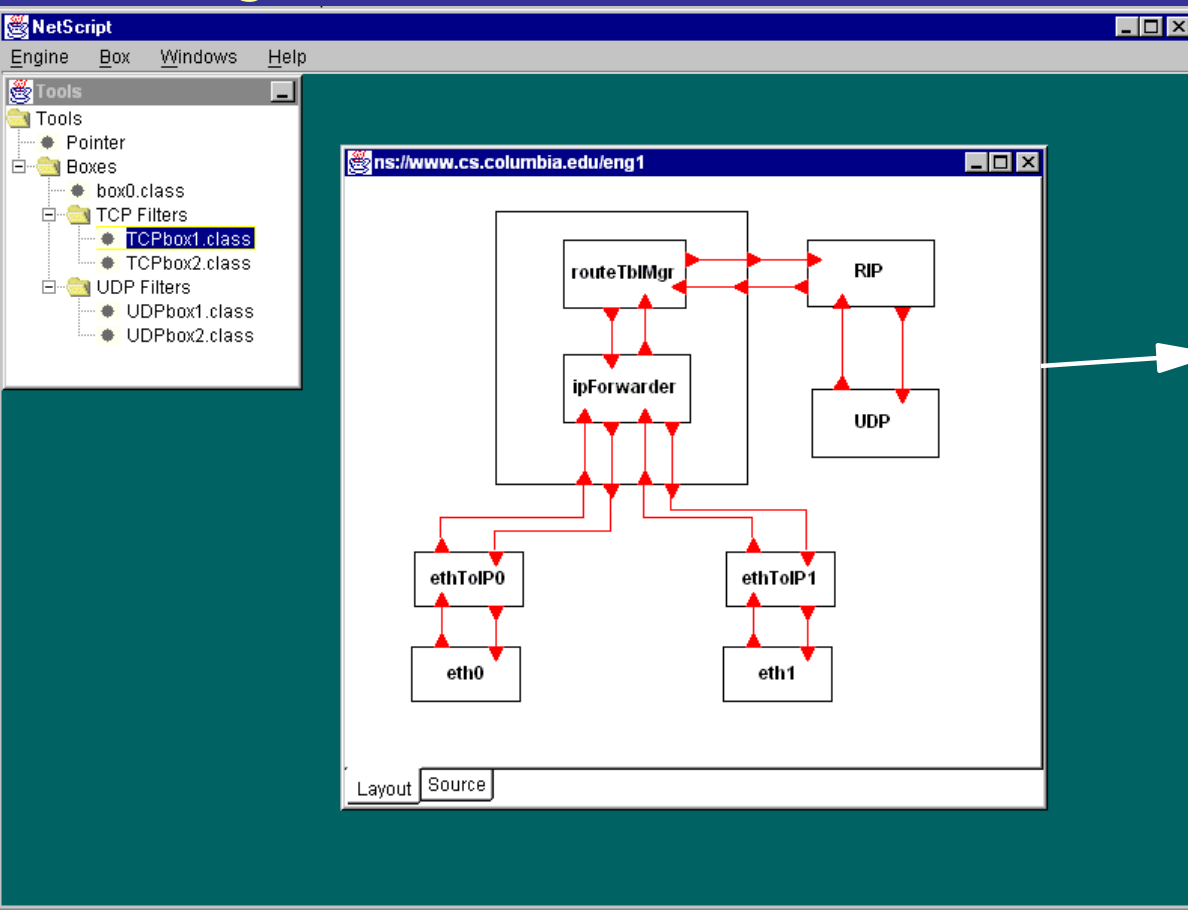 NetScript
Engine Box Windows Help
Tools
Tools
Pointer
Boxes
box0.class
TCP Filters
TCPbox1.class
TCPbox2.class
UDP Filters
UDPbox1.class
UDPbox2.class
ns://www.cs.columbia.edu/eng1
routeTblMgr
RIP
ipForwarder
UDP
ethToIP0
ethToIP1
eth0
eth1
Layout Source